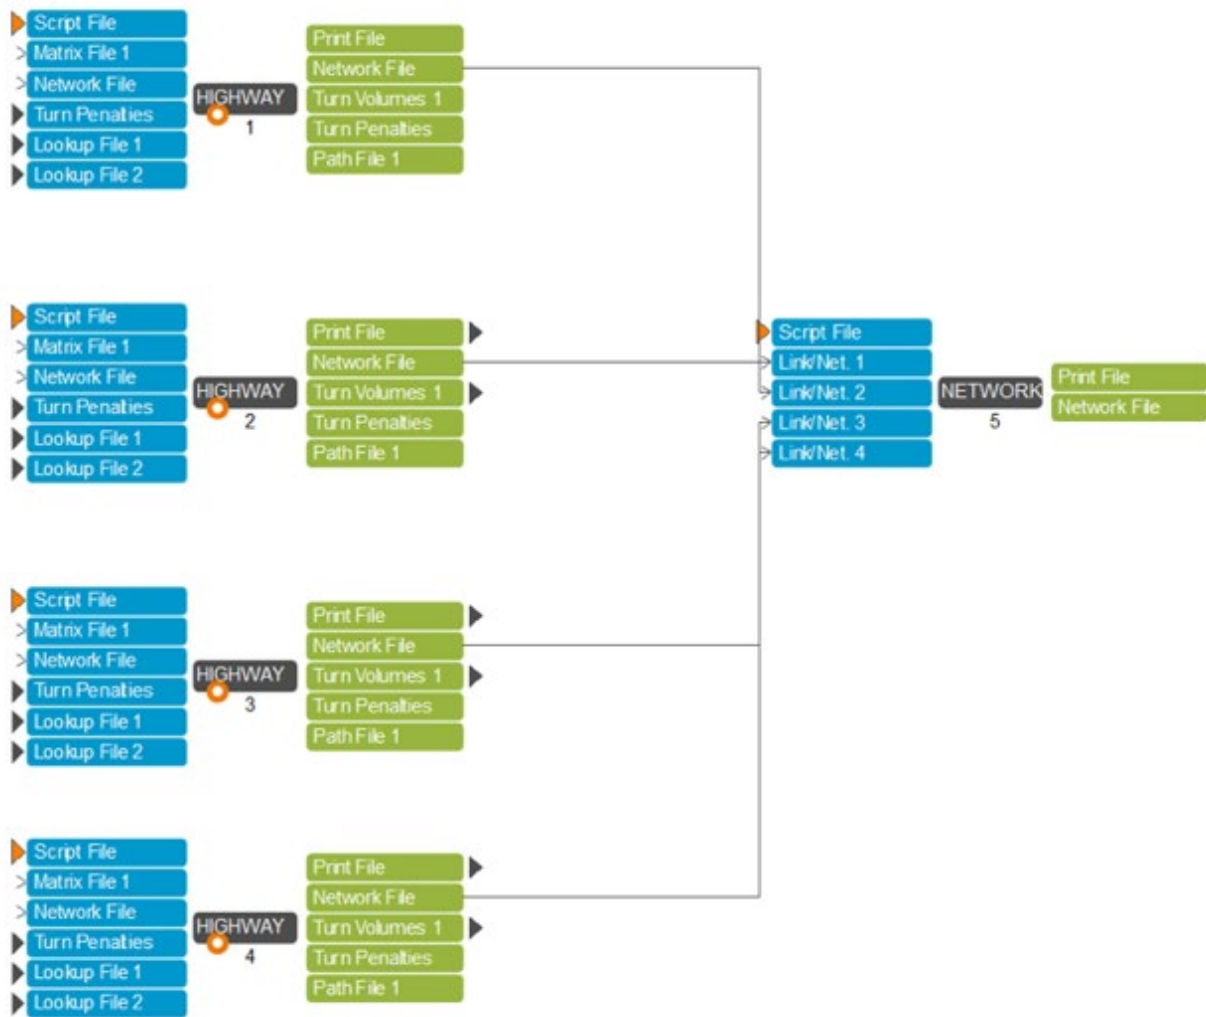 Script File
Matrix File 1
Network File
Turn Penalties
Lookup File 1
Lookup File 2
HIGHWAY
1
Print File
Network File
Turn Volumes 1
Turn Penalties
Path File 1
Script File
Matrix File 1
Network File
Turn Penalties
Lookup File 1
Lookup File 2
HIGHWAY
2
Print File
Network File
Turn Volumes 1
Turn Penalties
Path File 1
Script File
Matrix File 1
Network File
Turn Penalties
Lookup File 1
Lookup File 2
HIGHWAY
3
Print File
Network File
Turn Volumes 1
Turn Penalties
Path File 1
Script File
Matrix File 1
Network File
Turn Penalties
Lookup File 1
Lookup File 2
HIGHWAY
4
Print File
Network File
Turn Volumes 1
Turn Penalties
Path File 1
Script File
Link/Net. 1
Link/Net. 2
Link/Net. 3
Link/Net. 4
NETWORK
5
Print File
Network File